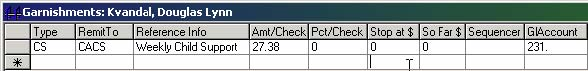 Garnishments: Kvandal, Douglas Lynn
Type RemitTo Reference Info Amt/Check Pct/Check Stop at $ So Far $ Sequencer GlAccount
CS CACS Weekly Child Support 27.38 0 0 0 231.
*